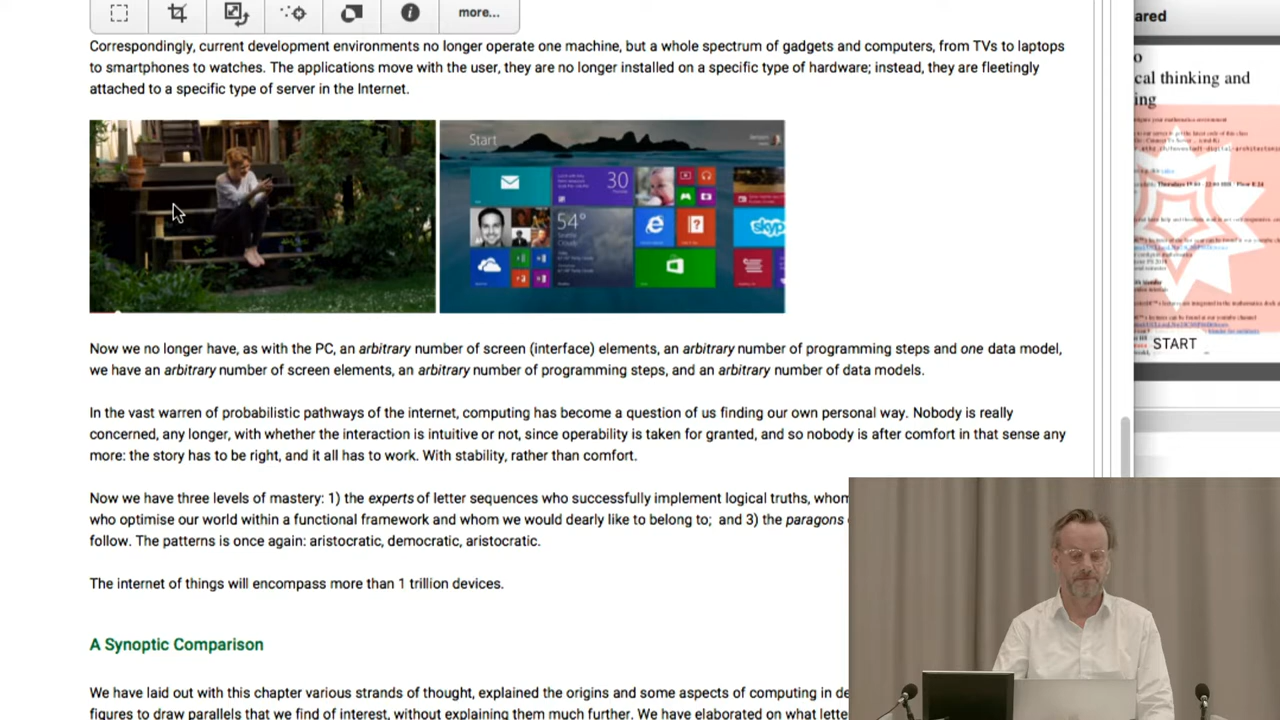 more...
ared
Correspondingly, current development environments no longer operate one machine, but a whole spectrum of gadgets and computers, from TVs to laptops
to smartphones to watches. The applications move with the user, they are no longer installed on a specific type of hardware; instead, they are fleetingly
attached to a specific type of server in the Internet.
o
cal thinking and
ing
Start
30
54°
skyp
START
Now we no longer have, as with the PC, an arbitrary number of screen (interface) elements, an arbirary number of programming steps and one data model,
we have an arbitrary number of screen elements, an arbitrary number of programming steps, and an arbitrary number of data models.
In the vast warren of probabilistic pathways of the internet, computing has become a question of us finding our own personal way. Nobody is really
concerned, any longer, with whether the interaction is intuitive or not, since operability is taken for granted, and so nobody is after comfort in that sense any
more: the story has to be right, and it all has to work. With stability, rather than comfort.
Now we have three levels of mastery: 1) the experts of letter sequences who successfully implement logical truths, whom
who optimise our world within a functional framework and whom we would dearly like to belong to; and 3) the paragons
follow. The patterns is once again: aristocratic, democratic, aristocratic.
The internet of things will encompass more than 1 trillion devices.
A Synoptic Comparison
We have laid out with this chapter various strands of thought, explained the origins and some aspects of computing in de
figures to draw parallels that we find of interest, without explaining them much further. We have elaborated on what lette